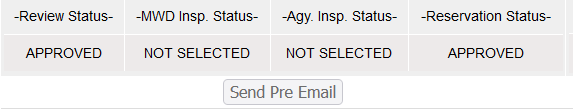 -Review Status- -MWD Insp. Status- -Agy. Insp. Status- -Reservation Status-
APPROVED NOT SELECTED NOT SELECTED APPROVED
Send Pre Email